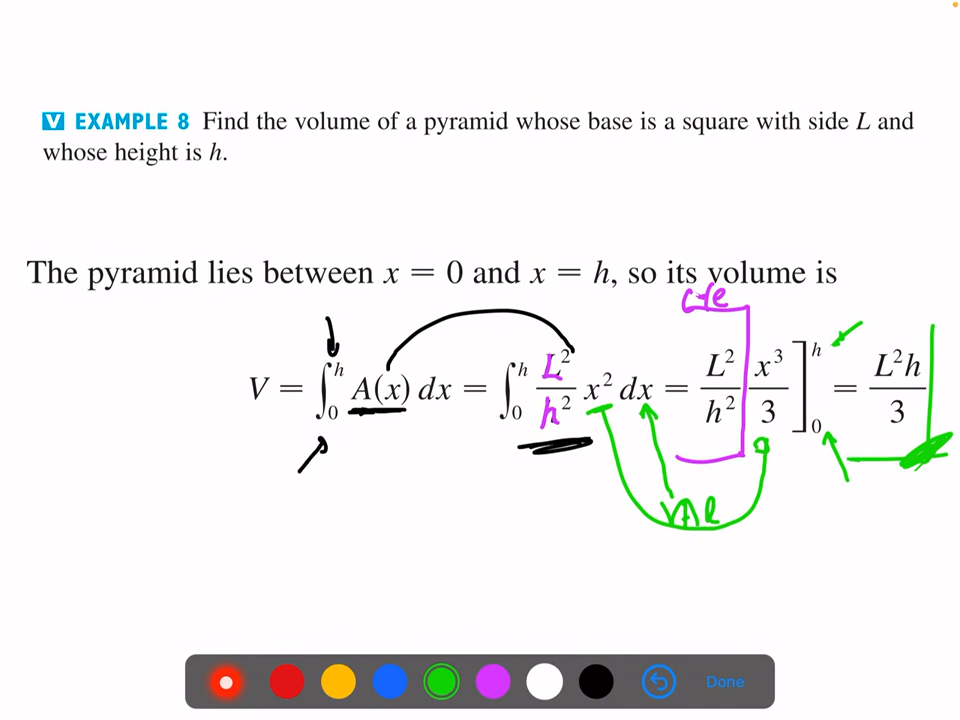 V EXAMPLE 8 Find the volume of a pyramid whose base is a square with side L and
whose height is h.
The pyramid lies between x = 0 and x = h, so its volume is
cte
V = ∫₀ʰ A(x) dx = ∫₀ʰ L²/h² x² dx = L²/h² x³/3 ]₀ʰ = L²h/3
VAR
Done